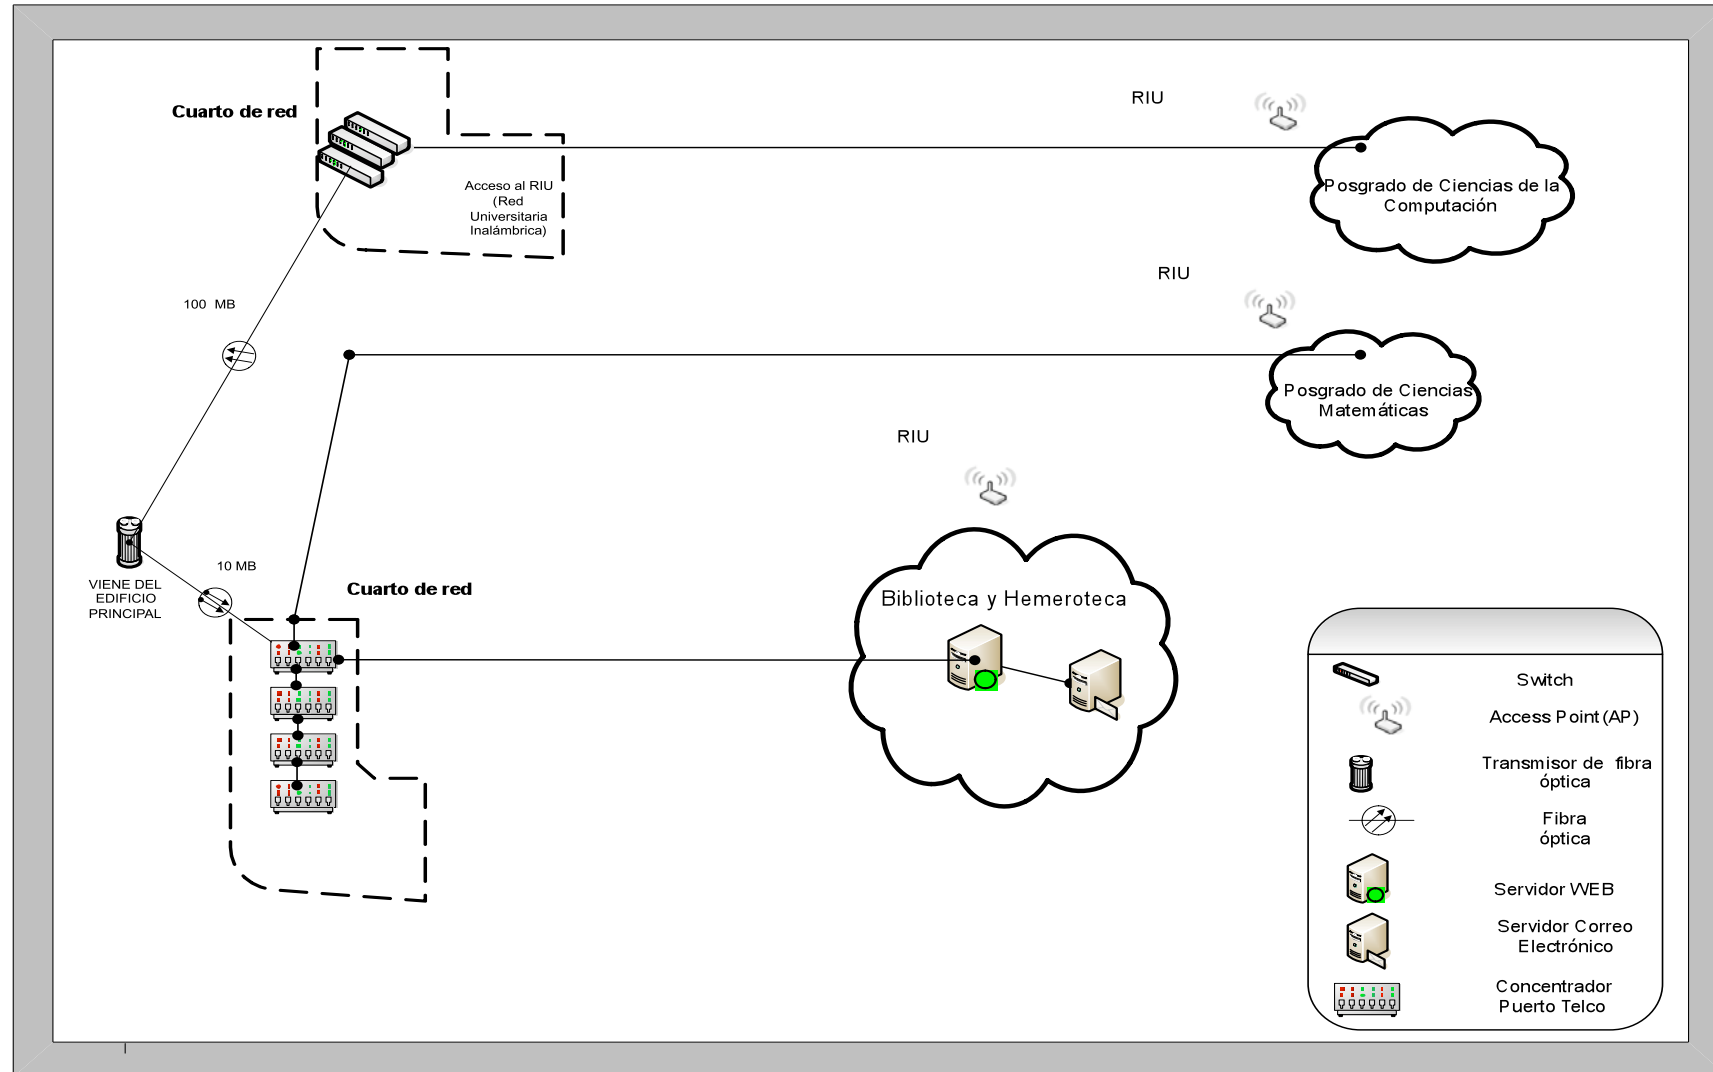 RIU
Cuarto de red
Acceso al RIU
(Red
Universitaria
Inalámbrica)
Posgrado de Ciencias de la
Computación
RIU
100 MB
Posgrado de Ciencias
Matemáticas
RIU
10 MB
VIENE DEL
EDIFICIO
PRINCIPAL
Cuarto de red
Biblioteca y Hemeroteca
Switch
Access Point (AP)
Transmisor de fibra
óptica
Fibra
óptica
Servidor WEB
Servidor Correo
Electrónico
Concentrador
Puerto Telco